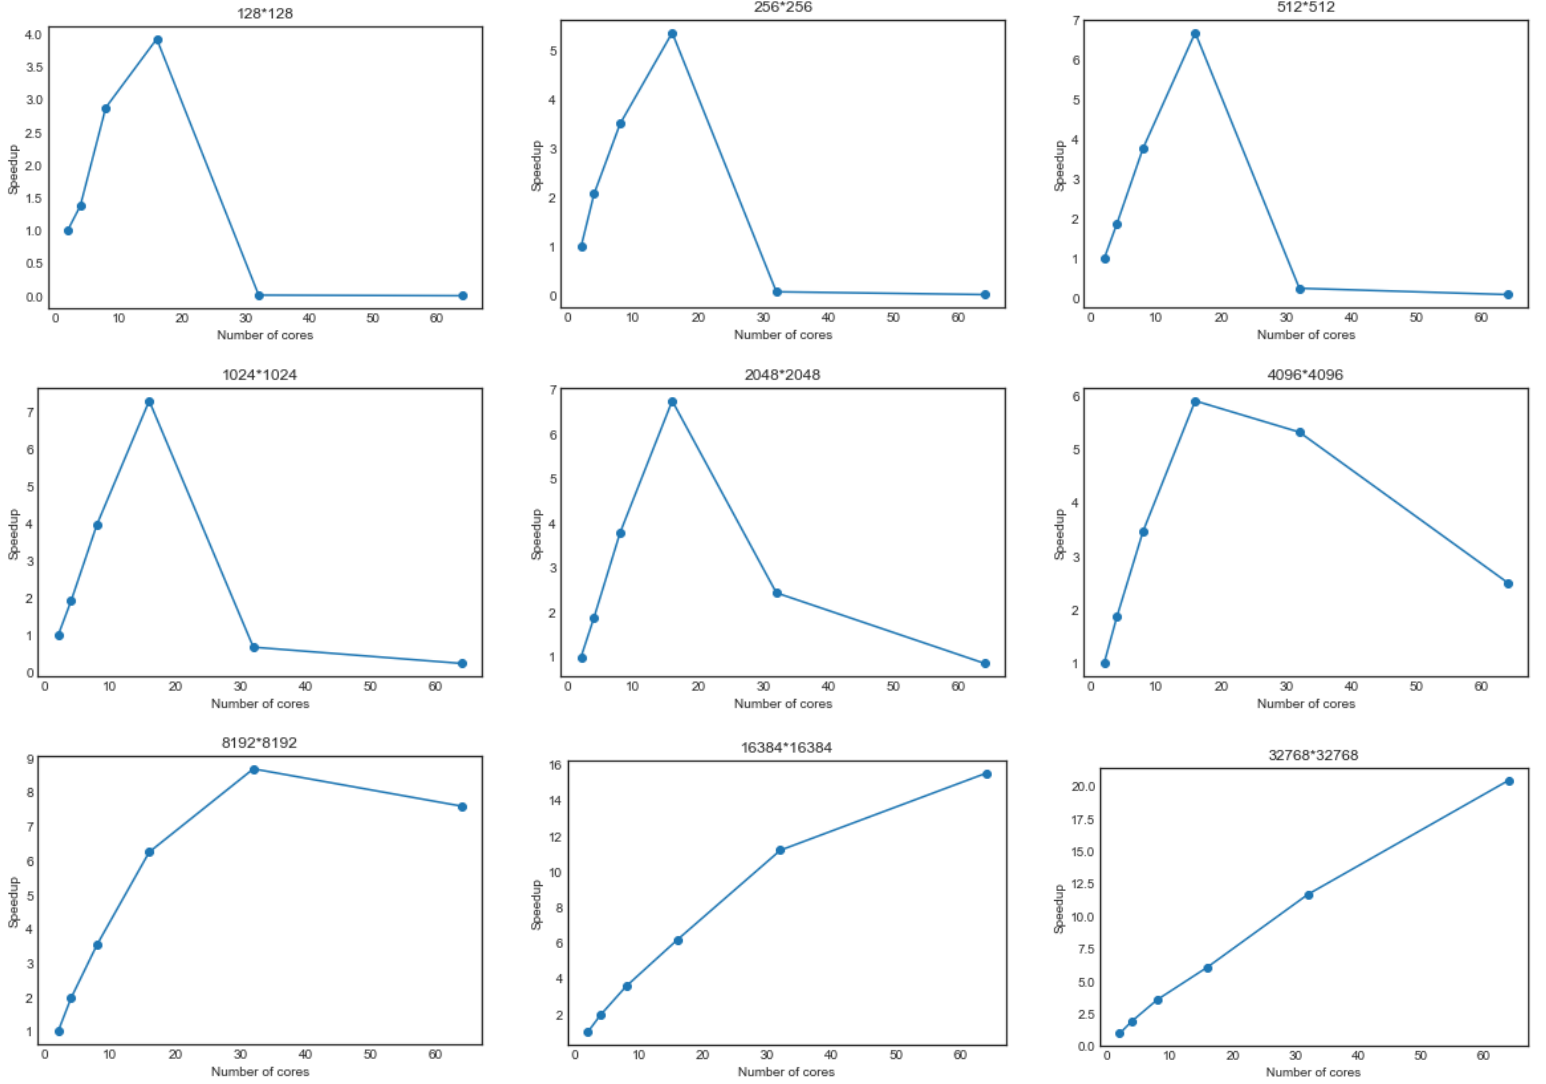 128*128
4.0
3.5
3.0
2.5
2.0
1.5
1.0
0.5
0.0
Speedup
0 10 20 30 40 50 60
Number of cores
256*256
5
4
3
2
1
0
Speedup
0 10 20 30 40 50 60
Number of cores
512*512
7
6
5
4
3
2
1
0
Speedup
0 10 20 30 40 50 60
Number of cores
1024*1024
7
6
5
4
3
2
1
0
Speedup
0 10 20 30 40 50 60
Number of cores
2048*2048
7
6
5
4
3
2
1
Speedup
0 10 20 30 40 50 60
Number of cores
4096*4096
6
5
4
3
2
1
Speedup
0 10 20 30 40 50 60
Number of cores
8192*8192
9
8
7
6
5
4
3
2
1
Speedup
0 10 20 30 40 50 60
Number of cores
16384*16384
16
14
12
10
8
6
4
2
Speedup
0 10 20 30 40 50 60
Number of cores
32768*32768
20.0
17.5
15.0
12.5
10.0
7.5
5.0
2.5
0.0
Speedup
0 10 20 30 40 50 60
Number of cores